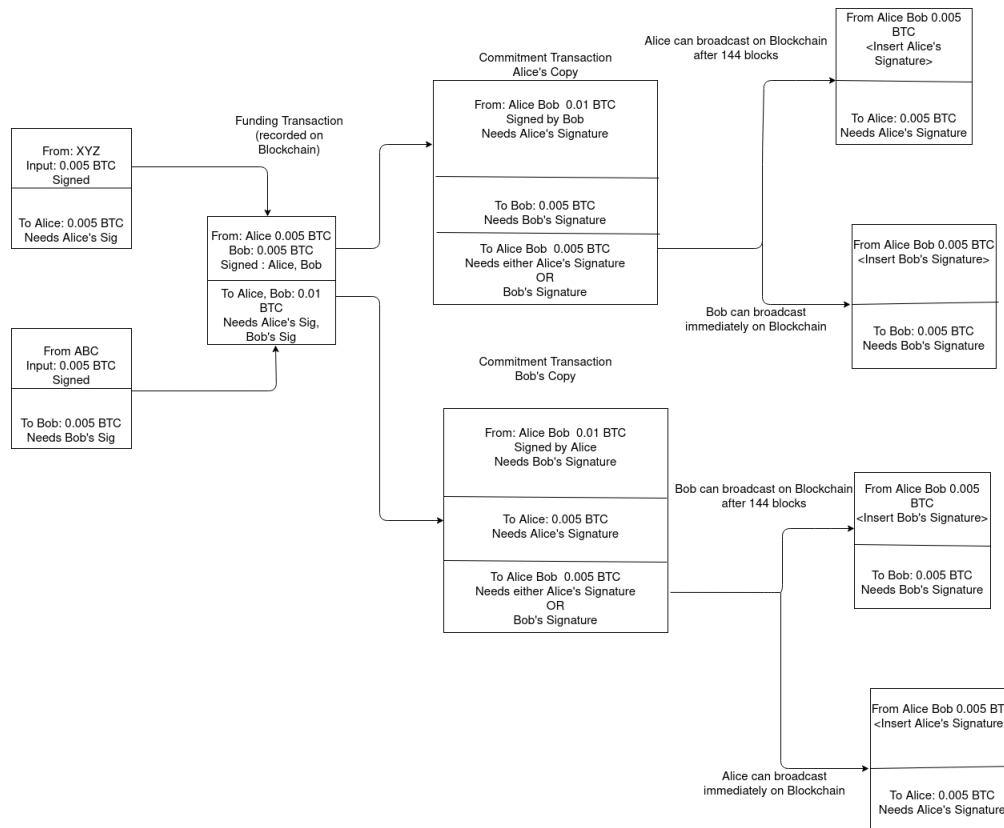 From: XYZ
Input: 0.005 BTC
Signed
To Alice: 0.005 BTC
Needs Alice's Sig
From ABC
Input: 0.005 BTC
Signed
To Bob: 0.005 BTC
Needs Bob's Sig
Funding Transaction
(recorded on
Blockchain)
From: Alice 0.005 BTC
Bob: 0.005 BTC
Signed : Alice, Bob
To Alice, Bob: 0.01
BTC
Needs Alice's Sig,
Bob's Sig
Commitment Transaction
Alice's Copy
From: Alice Bob 0.01 BTC
Signed by Bob
Needs Alice's Signature
To Bob: 0.005 BTC
Needs Bob's Signature
To Alice Bob 0.005 BTC
Needs either Alice's Signature
OR
Bob's Signature
Alice can broadcast on Blockchain
after 144 blocks
From Alice Bob 0.005
BTC
<Insert Alice's
Signature>
To Alice: 0.005 BTC
Needs Alice's Signature
Bob can broadcast
immediately on Blockchain
From Alice Bob 0.005 BTC
<Insert Bob's Signature>
To Bob: 0.005 BTC
Needs Bob's Signature
Commitment Transaction
Bob's Copy
From: Alice Bob 0.01 BTC
Signed by Alice
Needs Bob's Signature
To Alice: 0.005 BTC
Needs Alice's Signature
To Alice Bob 0.005 BTC
Needs either Alice's Signature
OR
Bob's Signature
Bob can broadcast on Blockchain
after 144 blocks
From Alice Bob 0.005
BTC
<Insert Bob's Signature>
To Bob: 0.005 BTC
Needs Bob's Signature
Alice can broadcast
immediately on Blockchain
From Alice Bob 0.005 BT
<Insert Alice's Signature
To Alice: 0.005 BTC
Needs Alice's Signature